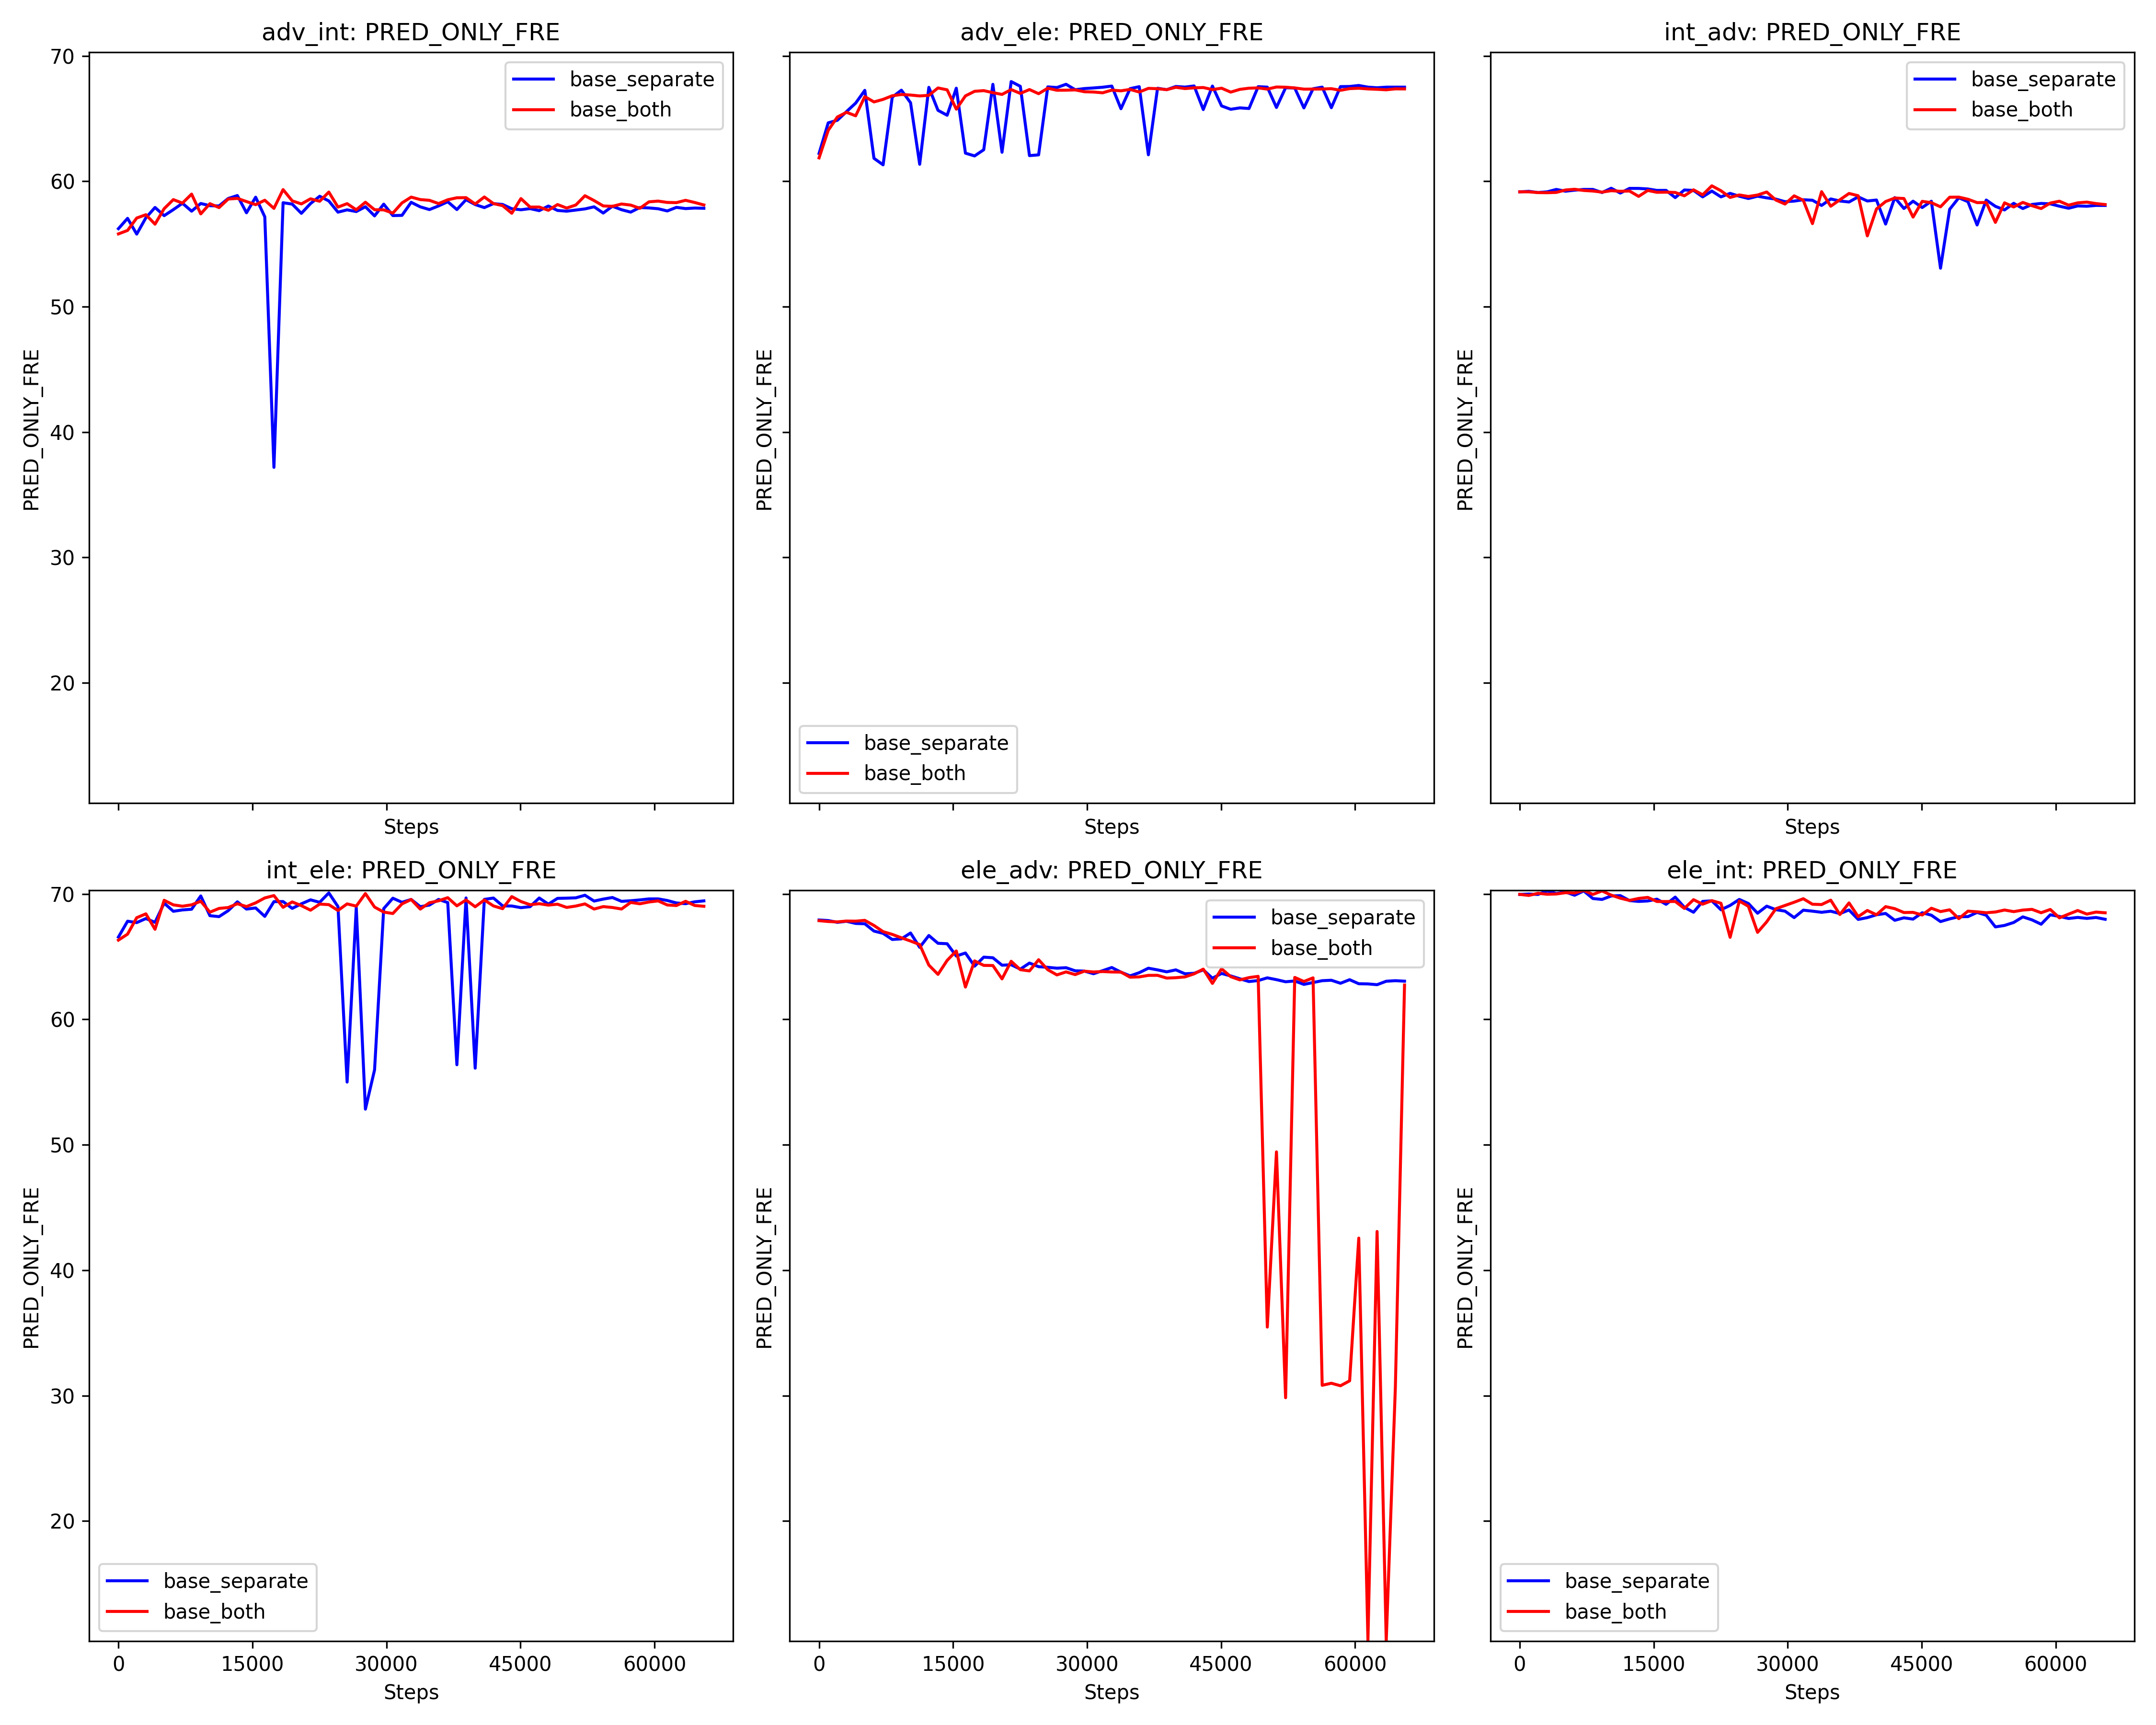 adv_int: PRED_ONLY_FRE
adv_ele: PRED_ONLY_FRE
int_adv: PRED_ONLY_FRE
70
60
50
40
30
20
PRED_ONLY_FRE
PRED_ONLY_FRE
PRED_ONLY_FRE
base_separate
base_both
base_separate
base_both
base_separate
base_both
Steps
Steps
Steps
int_ele: PRED_ONLY_FRE
ele_adv: PRED_ONLY_FRE
ele_int: PRED_ONLY_FRE
70
60
50
40
30
20
PRED_ONLY_FRE
PRED_ONLY_FRE
PRED_ONLY_FRE
base_separate
base_both
base_separate
base_both
base_separate
base_both
0 15000 30000 45000 60000
0 15000 30000 45000 60000
0 15000 30000 45000 60000
Steps
Steps
Steps